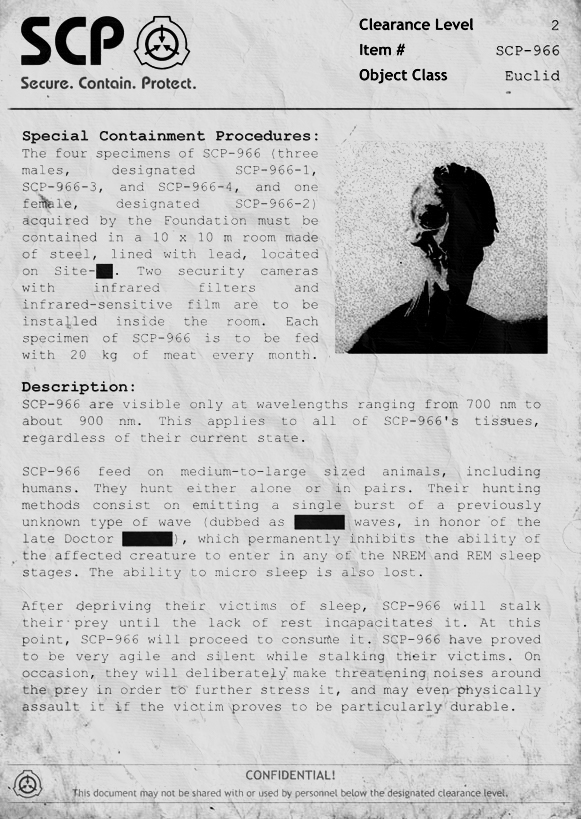 SCP
Secure. Contain. Protect.
Clearance Level 2
Item # SCP-966
Object Class Euclid
Special Containment Procedures:
The four specimens of SCP-966 (three
males, designated SCP-966-1,
SCP-966-3, and SCP-966-4, and one
female, designated SCP-966-2)
acquired by the Foundation must be
contained in a 10 x 10 m room made
of steel, lined with lead, located
on Site-██. Two security cameras
with infrared filters and
infrared-sensitive film are to be
installed inside the room. Each
specimen of SCP-966 is to be fed
with 20 kg of meat every month.
Description:
SCP-966 are visible only at wavelengths ranging from 700 nm to
about 900 nm. This applies to all of SCP-966's tissues,
regardless of their current state.
SCP-966 feed on medium-to-large sized animals, including
humans. They hunt either alone or in pairs. Their hunting
methods consist on emitting a single burst of a previously
unknown type of wave (dubbed as █████ waves, in honor of the
late Doctor █████), which permanently inhibits the ability of
the affected creature to enter in any of the NREM and REM sleep
stages. The ability to micro sleep is also lost.
After depriving their victims of sleep, SCP-966 will stalk
their prey until the lack of rest incapacitates it. At this
point, SCP-966 will proceed to consume it. SCP-966 have proved
to be very agile and silent while stalking their victims. On
occasion, they will deliberately make threatening noises around
the prey in order to further stress it, and may even physically
assault it if the victim proves to be particularly durable.
CONFIDENTIAL!
This document may not be shared with or used by personnel below the designated clearance level.